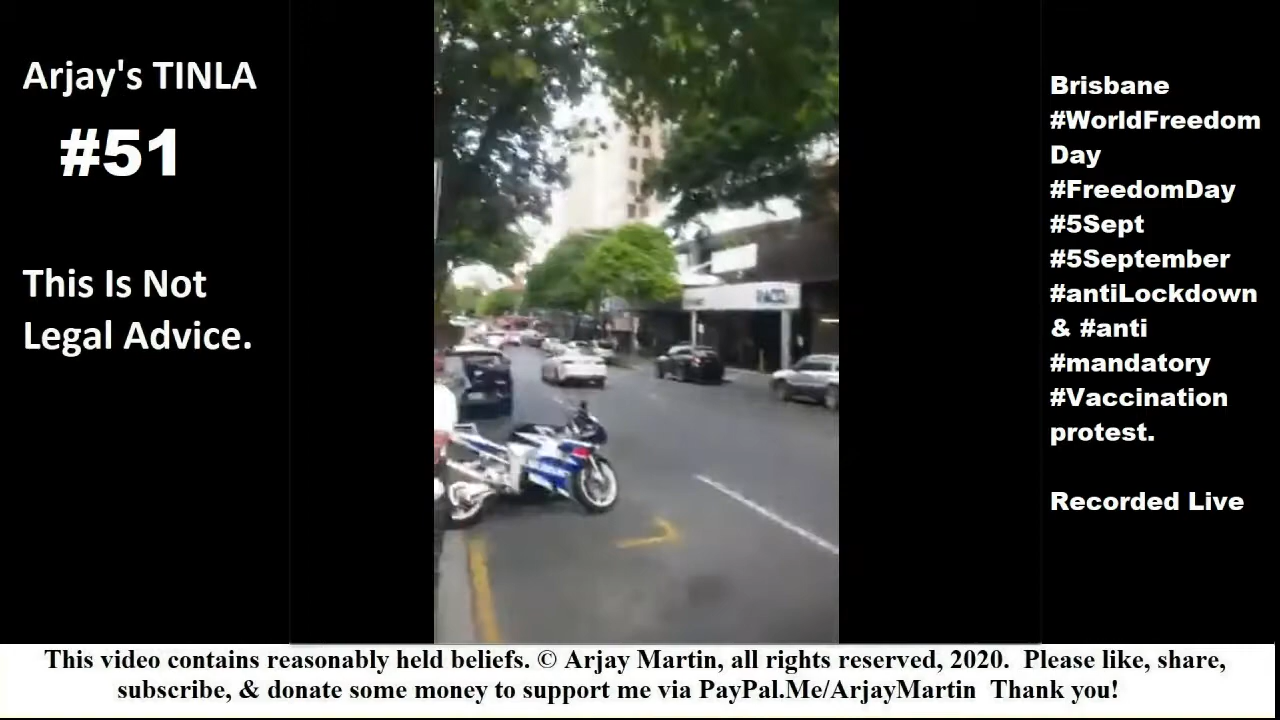 Arjay's TINLA
#51
This Is Not
Legal Advice.
Brisbane
#WorldFreedom
Day
#FreedomDay
#5Sept
#5September
#antiLockdown
& #anti
#mandatory
#Vaccination
protest.
Recorded Live
This video contains reasonably held beliefs. © Arjay Martin, all rights reserved, 2020. Please like, share,
subscribe, & donate some money to support me via PayPal.Me/ArjayMartin Thank you!